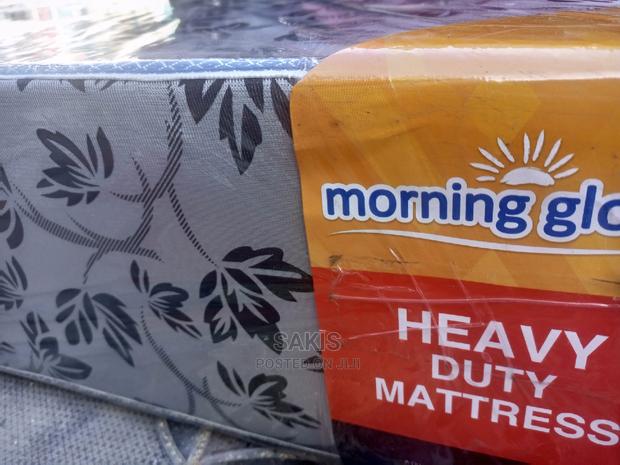 morning glo
HEAVY
DUTY
MATTRESS
SAKIS
POSTED ON JIJI